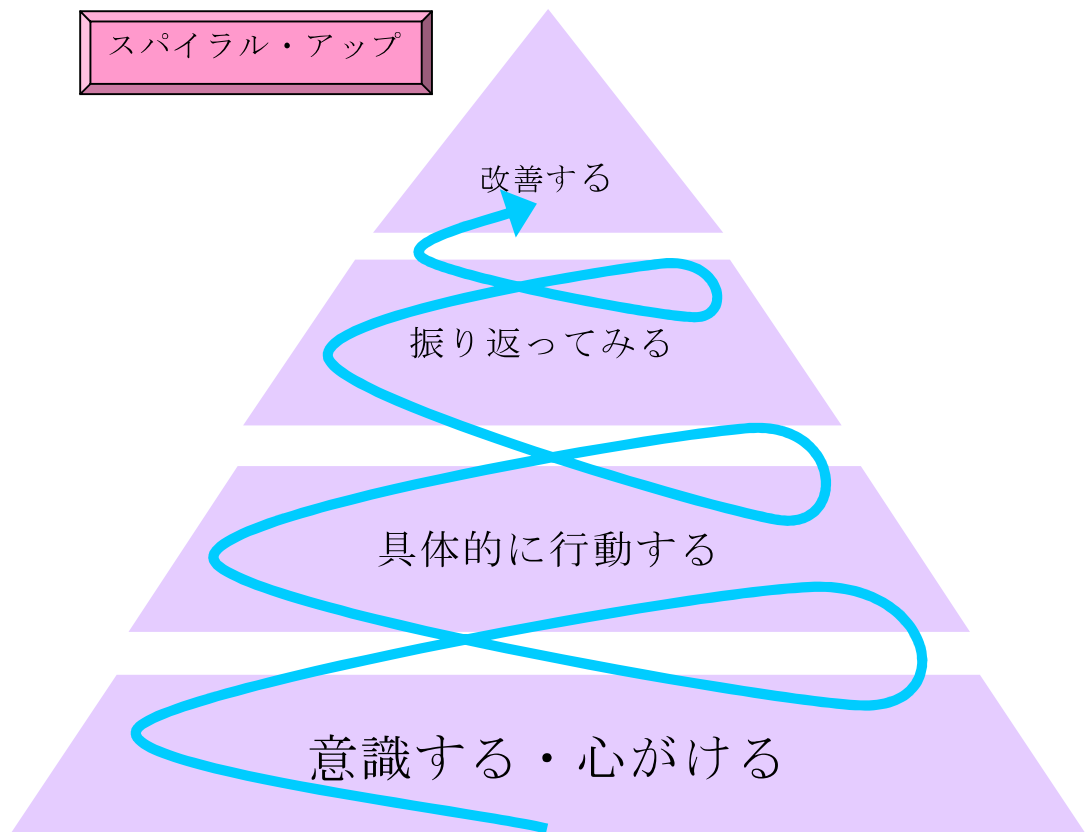 スパイラル・アップ
改善する
振り返ってみる
具体的に行動する
意識する・心がける